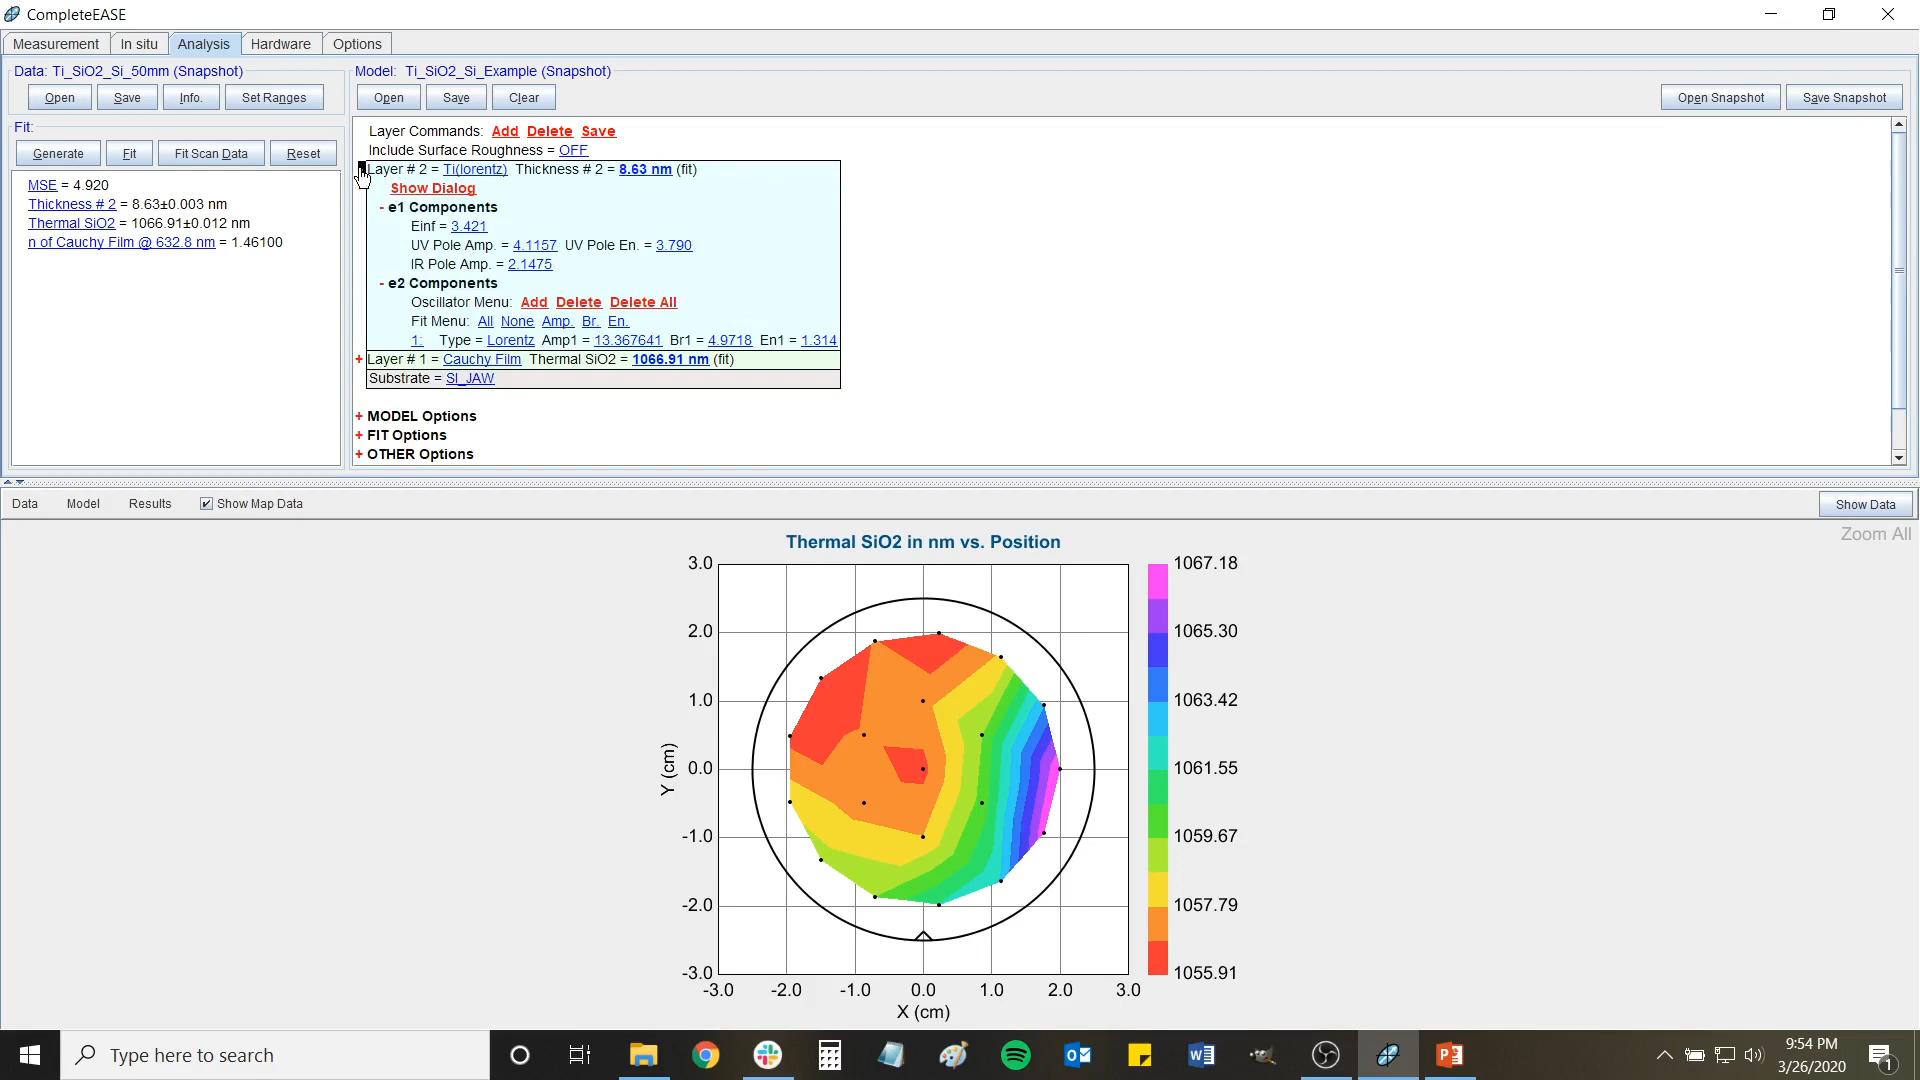 CompleteEASE
Measurement In situ Analysis Hardware Options
Data: Ti_SiO2_Si_50mm (Snapshot)
Open Save Info. Set Ranges
Fit:
Generate Fit Fit Scan Data Reset
MSE = 4.920
Thickness # 2 = 8.63±0.003 nm
Thermal SiO2 = 1066.91±0.012 nm
n of Cauchy Film @ 632.8 nm = 1.46100
Model: Ti_SiO2_Si_Example (Snapshot)
Open Save Clear Open Snapshot Save Snapshot
Layer Commands: Add Delete Save
Include Surface Roughness = OFF
Layer # 2 = Ti(lorentz) Thickness # 2 = 8.63 nm (fit)
Show Dialog
- e1 Components
Einf = 3.421
UV Pole Amp. = 4.1157 UV Pole En. = 3.790
IR Pole Amp. = 2.1475
- e2 Components
Oscillator Menu: Add Delete Delete All
Fit Menu: All None Amp. Br. En.
1: Type = Lorentz Amp1 = 13.367641 Br1 = 4.9718 En1 = 1.314
+ Layer # 1 = Cauchy Film Thermal SiO2 = 1066.91 nm (fit)
Substrate = SI_JAW
+ MODEL Options
+ FIT Options
+ OTHER Options
Data Model Results Show Map Data Show Data
Zoom All
Thermal SiO2 in nm vs. Position
3.0
2.0
1.0
0.0
-1.0
-2.0
-3.0
Y (cm)
-3.0 -2.0 -1.0 0.0 1.0 2.0 3.0
X (cm)
1067.18
1065.30
1063.42
1061.55
1059.67
1057.79
1055.91
Type here to search
9:54 PM
3/26/2020
1